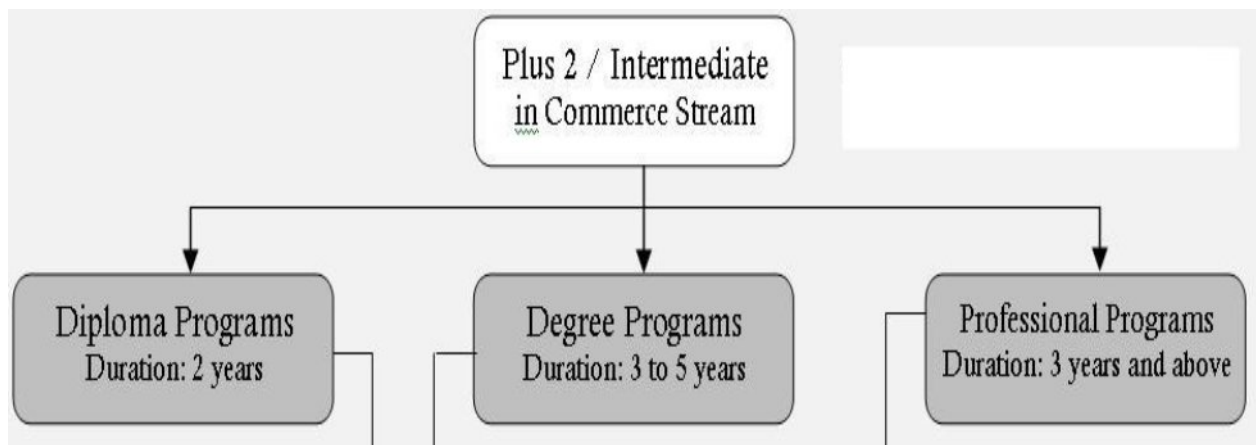 Plus 2 / Intermediate
in Commerce Stream
Diploma Programs
Duration: 2 years
Degree Programs
Duration: 3 to 5 years
Professional Programs
Duration: 3 years and above